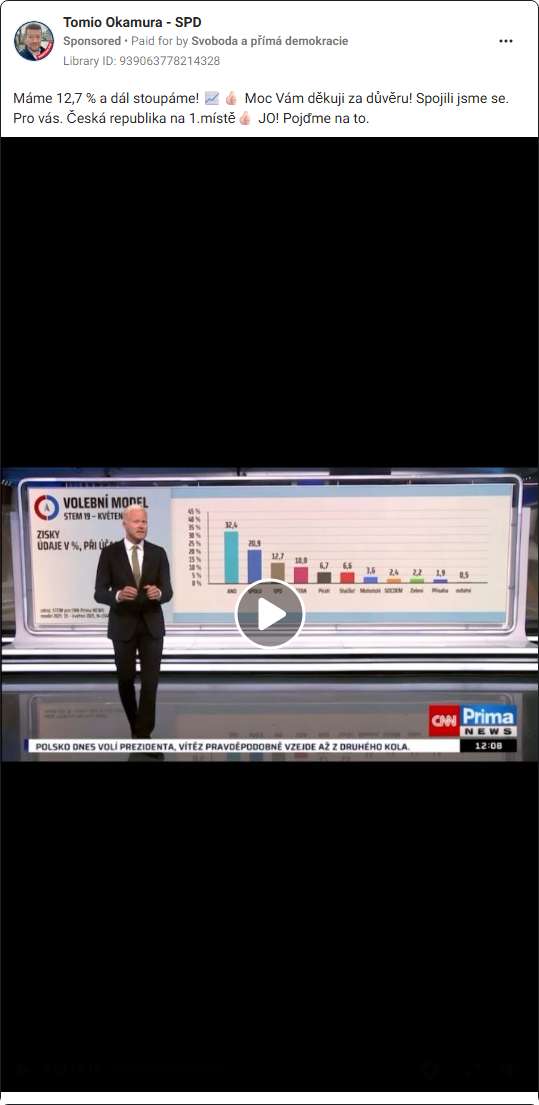 Tomio Okamura - SPD
Sponsored • Paid for by Svoboda a přímá demokracie
Library ID: 939063778214328
Máme 12,7 % a dál stoupáme! 📈 👍🏻 Moc Vám děkuji za důvěru! Spojili jsme se.
Pro vás. Česká republika na 1.místě 👍🏻 JO! Pojďme na to.
VOLEBNÍ MODEL
STEM 19 – KVĚTEN
ZISKY
ÚDAJE V %, PŘI
45 %
40 %
35 %
30 %
25 %
20 %
15 %
10 %
5 %
0 %
32,4
20,9
12,7
10,0
6,7
6,6
3,6
2,4
2,2
1,9
0,5
ANO
SPOLU
SPD
Piráti
Stačilo!
Motoristé
SOCDEM
Zelení
Přísaha
ostatní
CNN Prima
NEWS
POLSKO DNES VOLÍ PREZIDENTA, VÍTĚZ PRAVDĚPODOBNĚ VZEJDE AŽ Z DRUHÉHO KOLA.
12:08